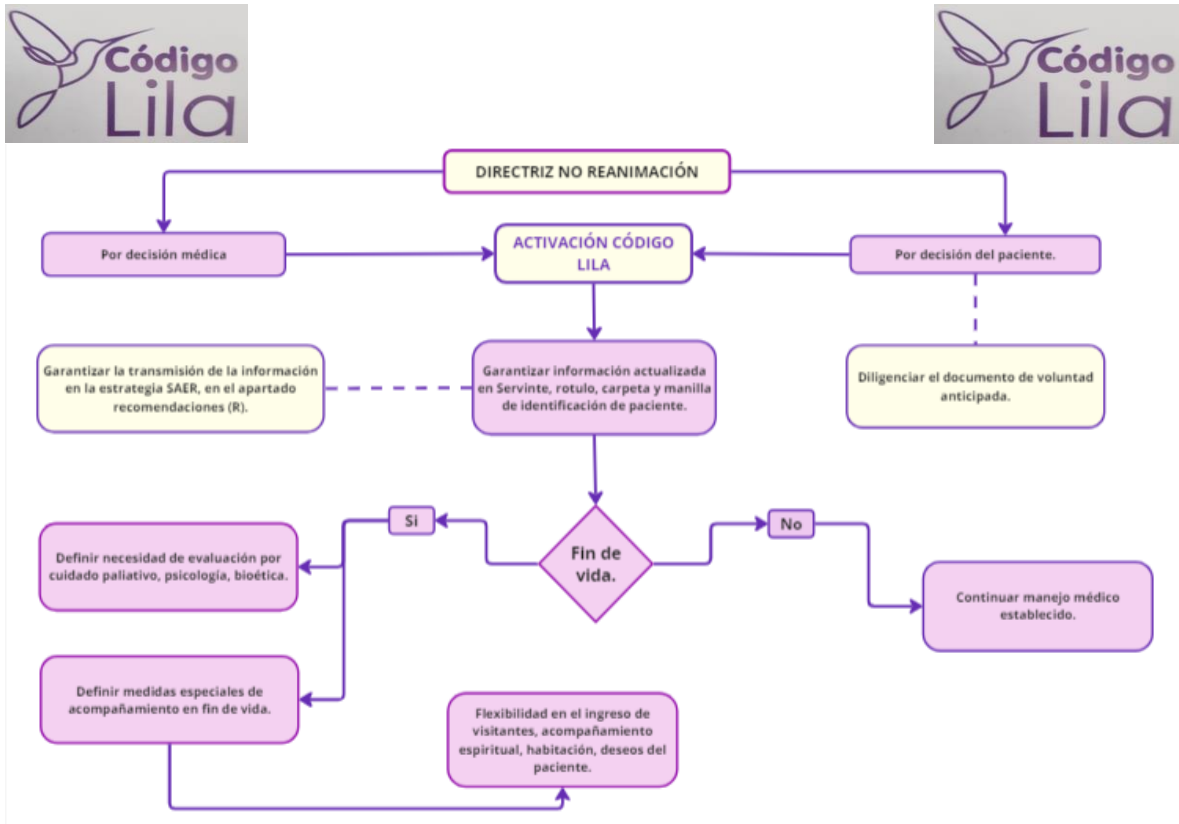 Código
Lila
Código
Lila
DIRECTRIZ NO REANIMACIÓN
Por decisión médica
ACTIVACIÓN CÓDIGO
LILA
Por decisión del paciente.
Garantizar la transmisión de la información
en la estrategia SAER, en el apartado
recomendaciones (R).
Garantizar información actualizada
en Servinte, rotulo, carpeta y manilla
de identificación de paciente.
Diligenciar el documento de voluntad
anticipada.
Si
No
Fin de
vida.
Definir necesidad de evaluación por
cuidado paliativo, psicología, bioética.
Continuar manejo médico
establecido.
Definir medidas especiales de
acompañamiento en fin de vida.
Flexibilidad en el ingreso de
visitantes, acompañamiento
espiritual, habitación, deseos del
paciente.